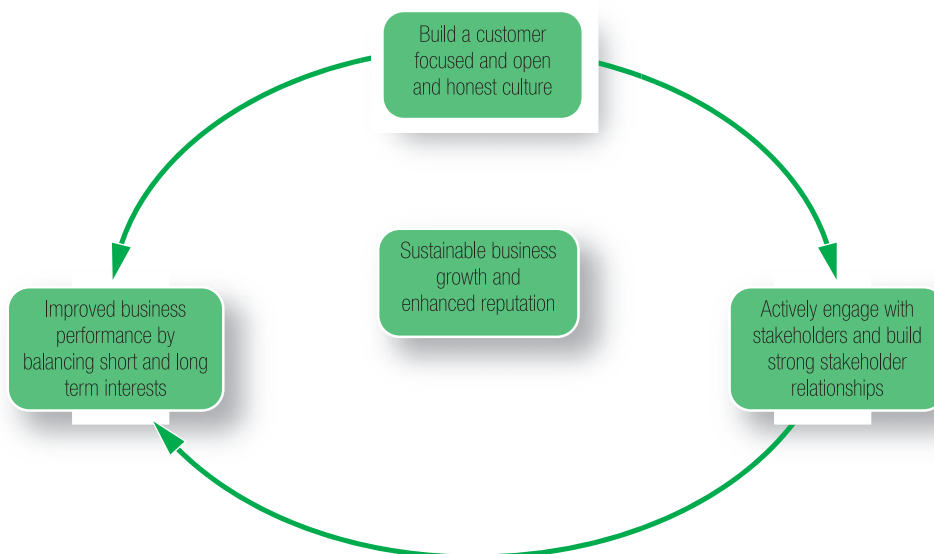 Build a customer
focused and open
and honest culture
Sustainable business
growth and
enhanced reputation
Improved business
performance by
balancing short and long
term interests
Actively engage with
stakeholders and build
strong stakeholder
relationships